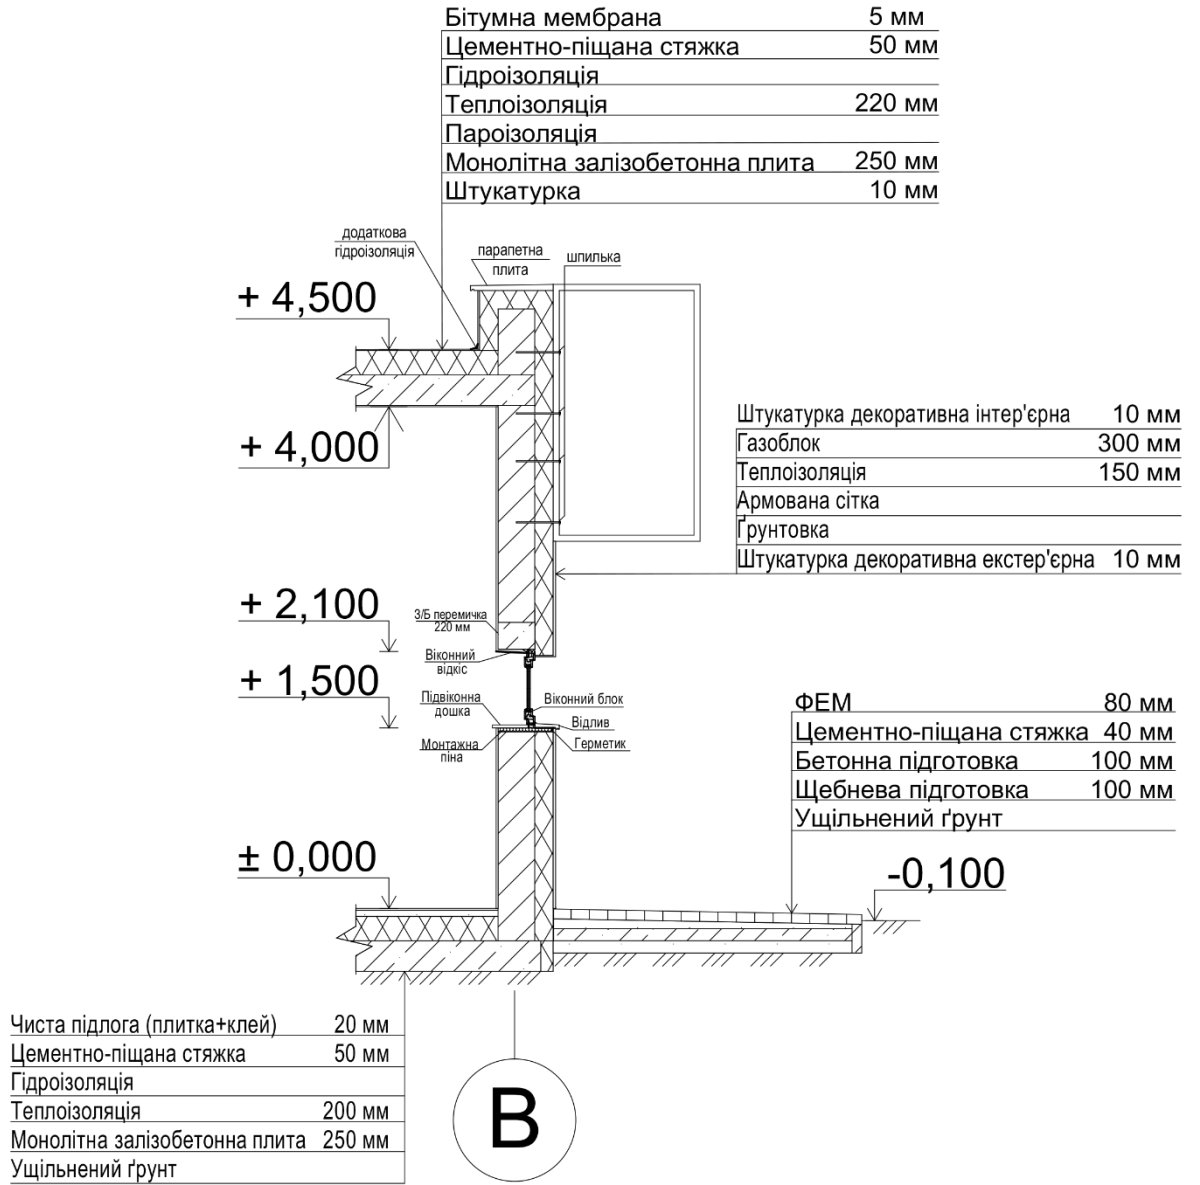 Бітумна мембрана 5 мм
Цементно-піщана стяжка 50 мм
Гідроізоляція
Теплоізоляція 220 мм
Пароізоляція
Монолітна залізобетонна плита 250 мм
Штукатурка 10 мм
додаткова
гідроізоляція
парапетна
плита
шпилька
+ 4,500
+ 4,000
Штукатурка декоративна інтер'єрна 10 мм
Газоблок 300 мм
Теплоізоляція 150 мм
Армована сітка
Ґрунтовка
Штукатурка декоративна екстер'єрна 10 мм
+ 2,100
З/Б перемичка
220 мм
Віконний
відкіс
+ 1,500
Підвіконна
дошка
Віконний блок
Відлив
Монтажна
піна
Герметик
ФЕМ 80 мм
Цементно-піщана стяжка 40 мм
Бетонна підготовка 100 мм
Щебнева підготовка 100 мм
Ущільнений ґрунт
± 0,000
-0,100
Чиста підлога (плитка+клей) 20 мм
Цементно-піщана стяжка 50 мм
Гідроізоляція
Теплоізоляція 200 мм
Монолітна залізобетонна плита 250 мм
Ущільнений ґрунт
В